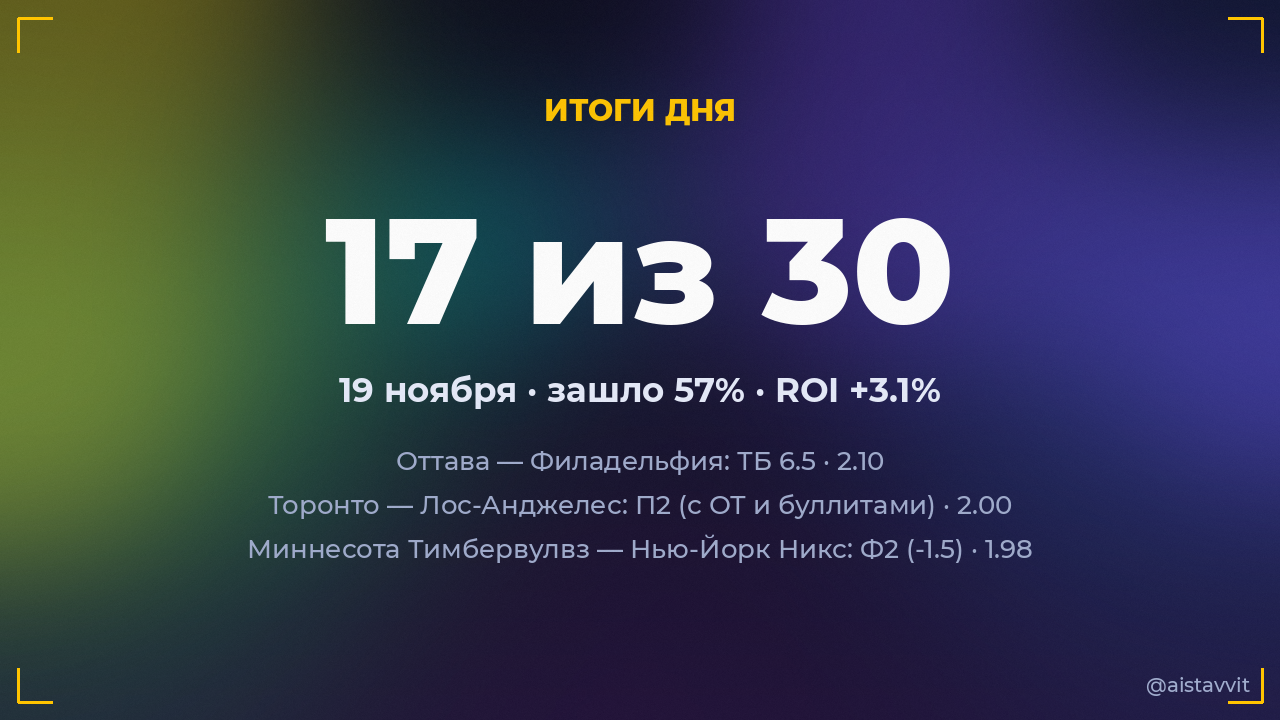 ИТОГИ ДНЯ
17 из 30
19 ноября · зашло 57% · ROI +3.1%
Оттава — Филадельфия: ТБ 6.5 · 2.10
Торонто — Лос-Анджелес: П2 (с ОТ и буллитами) · 2.00
Миннесота Тимбервулвз — Нью-Йорк Никс: Ф2 (-1.5) · 1.98
@aistavvit